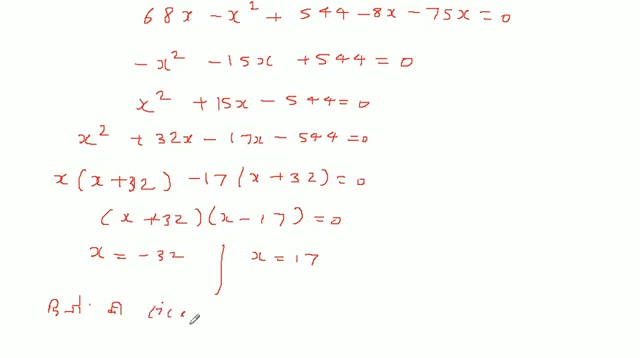 68x - x² + 544 - 8x - 75x = 0
-x² - 15x + 544 = 0
x² + 15x - 544 = 0
x² + 32x - 17x - 544 = 0
x(x+32) - 17(x+32) = 0
(x+32)(x-17) = 0
x = -32 | x = 17